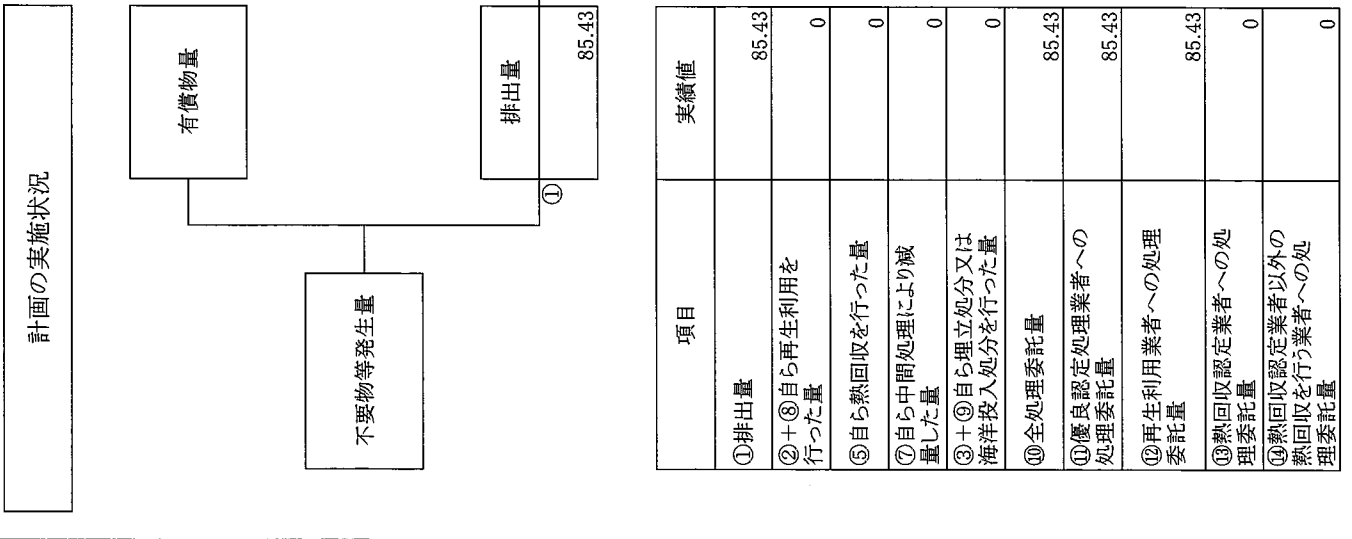 計画の実施状況
有償物量
不要物等発生量
排出量
①
85.43
項目
実績値
①排出量
85.43
②+⑧自ら再生利用を
行った量
0
⑤自ら熱回収を行った量
0
⑦自ら中間処理により減
量した量
0
③+⑨自ら埋立処分又は
海洋投入処分を行った量
0
⑩全処理委託量
85.43
⑪優良認定処理業者への
処理委託量
85.43
⑫再生利用業者への処理
委託量
85.43
⑬熱回収認定業者への処
理委託量
0
⑭熱回収認定業者以外の
熱回収を行う業者への処
理委託量
0